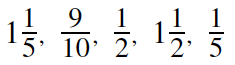 1 1/5, 9/10, 1/2, 1 1/2, 1/5